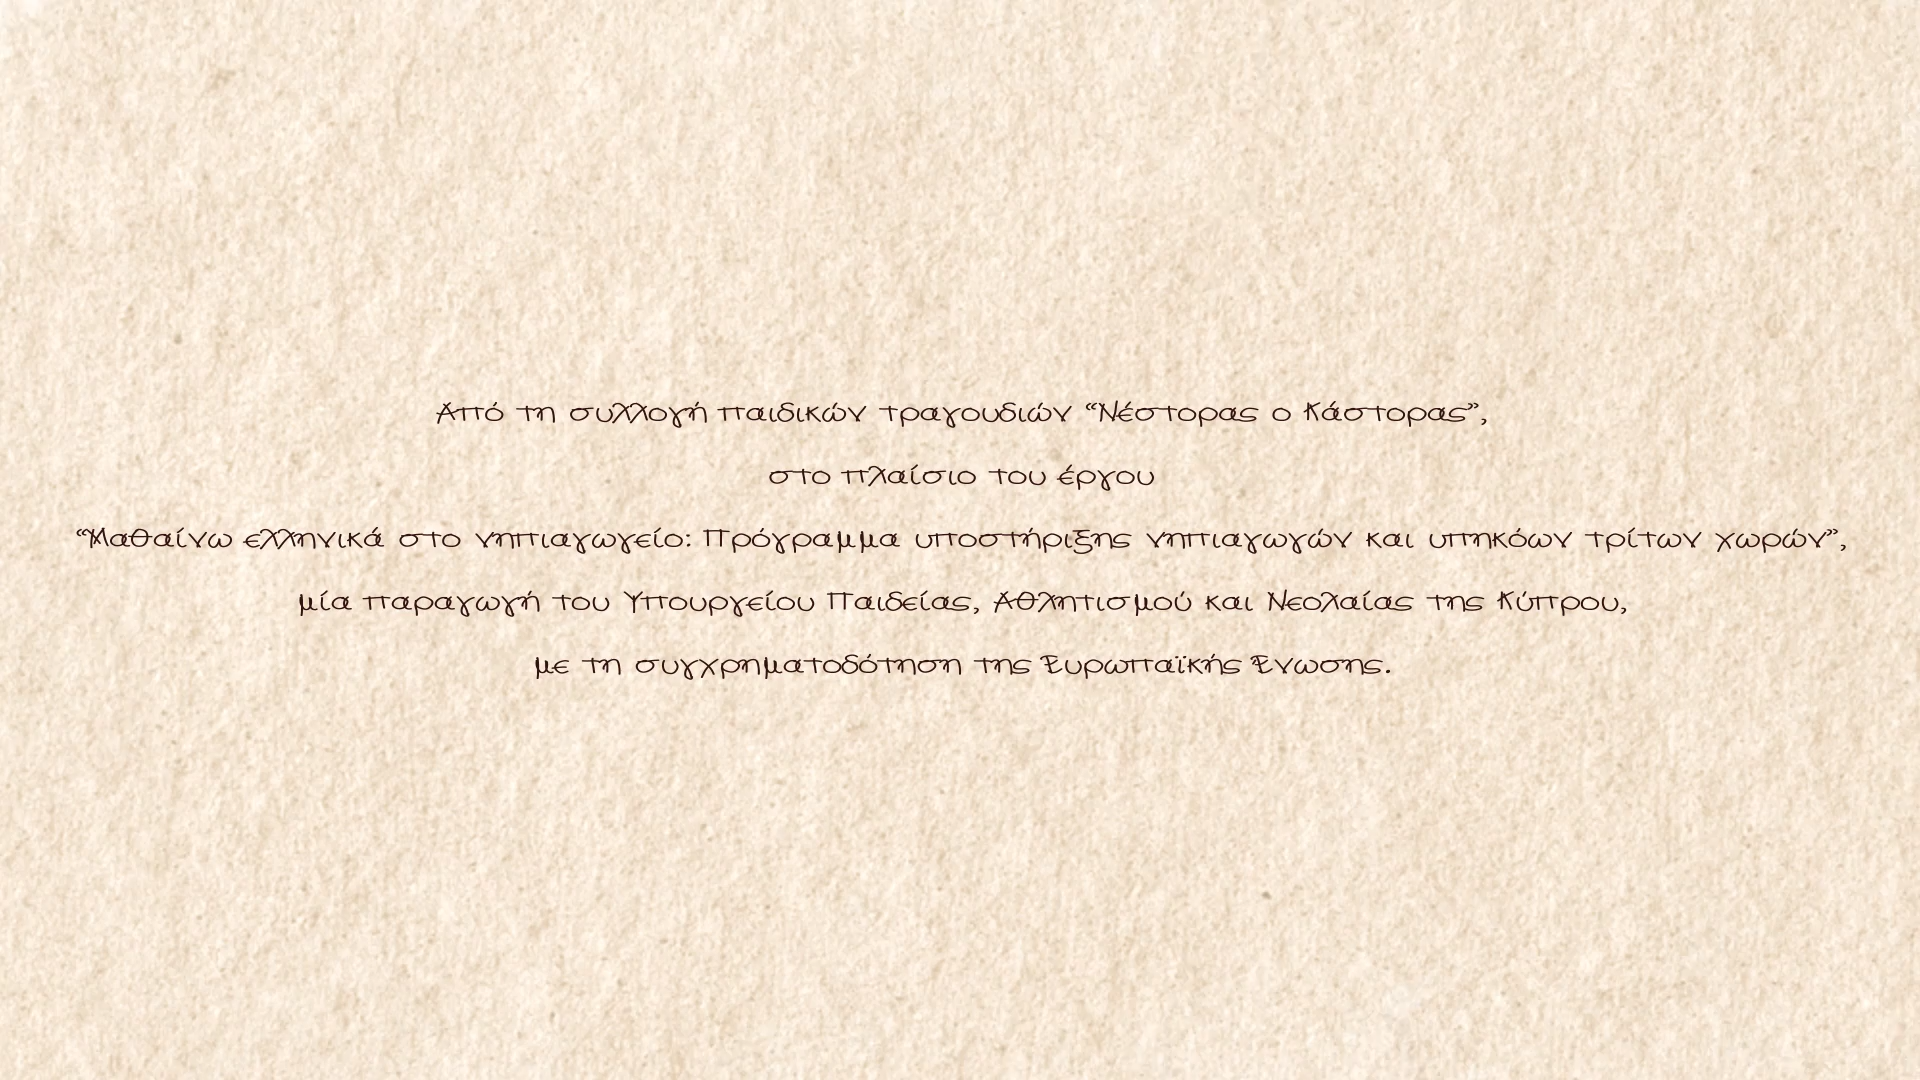 Από τη συλλογή παιδικών τραγουδιών “Νέστορας ο Κάστορας”,
στο πλαίσιο του έργου
“Μαθαίνω ελληνικά στο νηπιαγωγείο: Πρόγραμμα υποστήριξης νηπιαγωγών και υπηκόων τρίτων χωρών”,
μία παραγωγή του Υπουργείου Παιδείας, Αθλητισμού και Νεολαίας της Κύπρου,
με τη συγχρηματοδότηση της Ευρωπαϊκής Ένωσης.